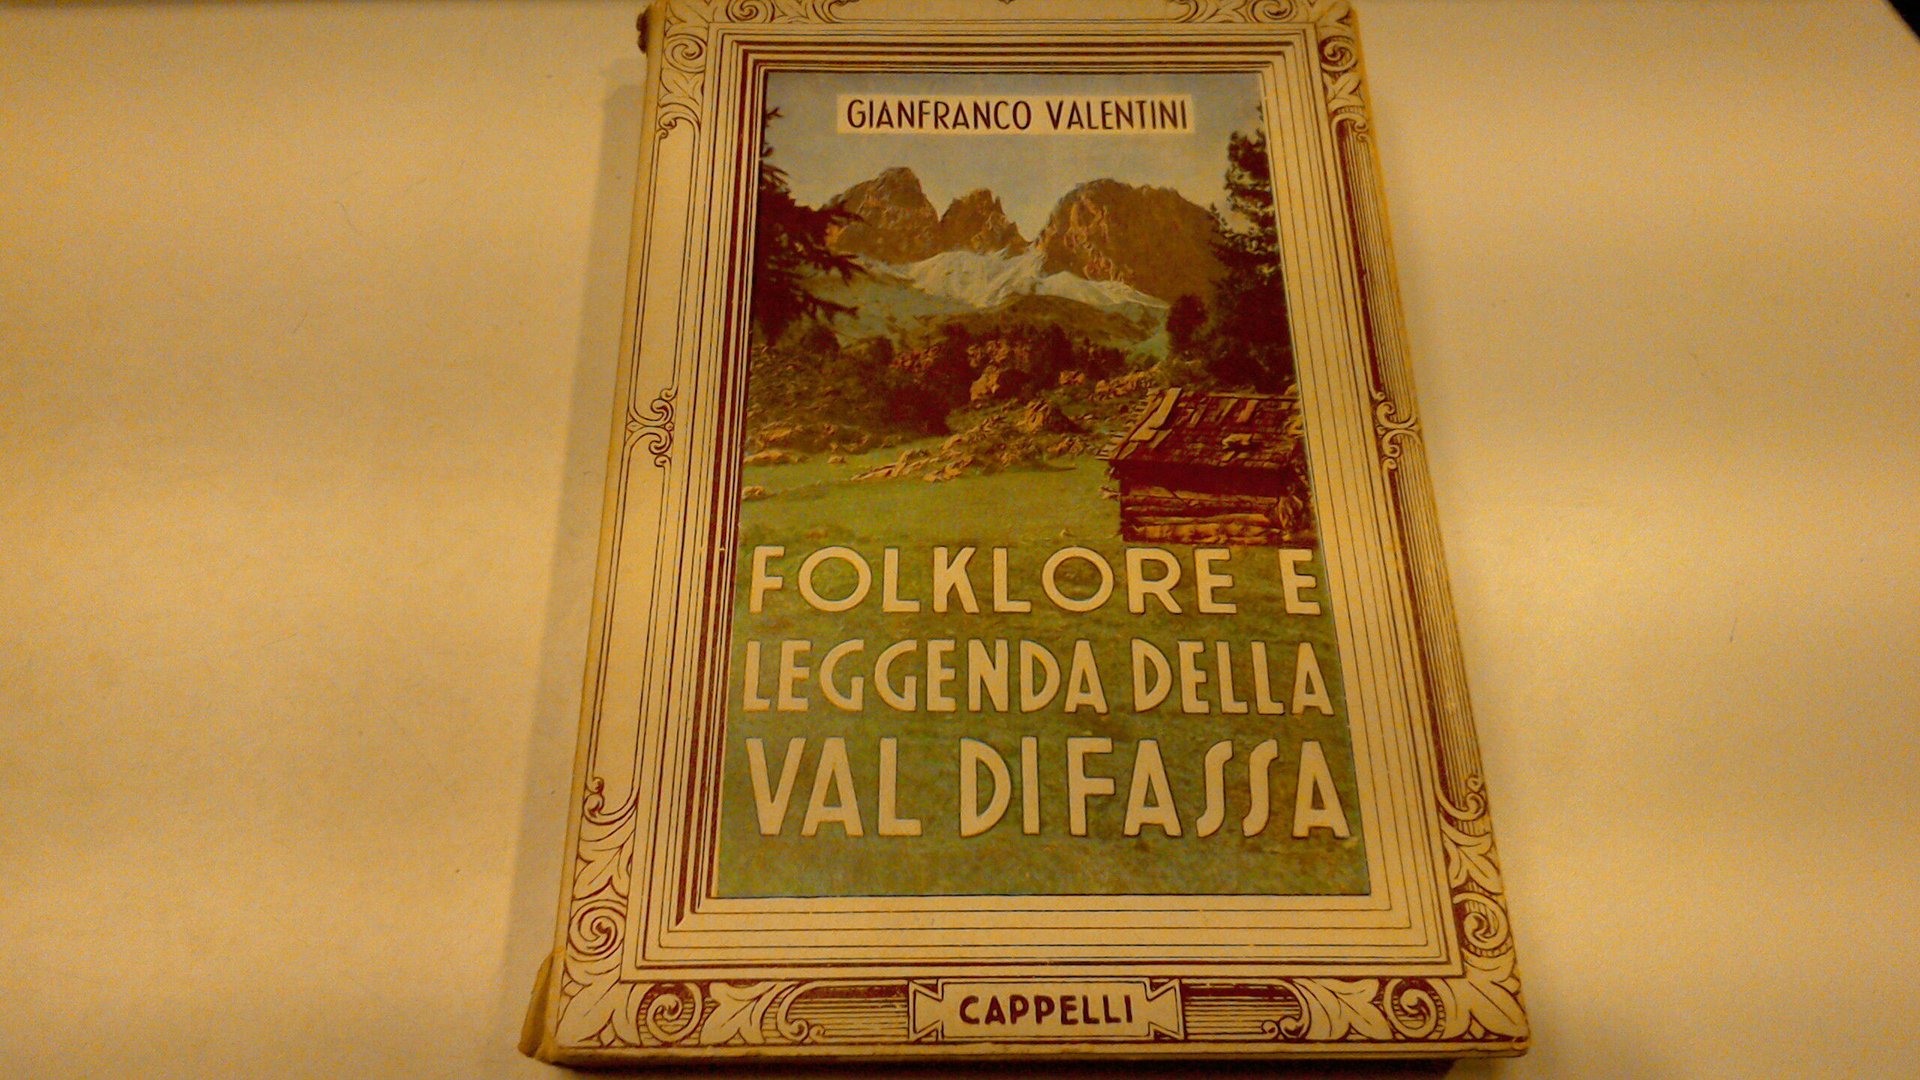 GIANFRANCO VALENTINI
FOLKLORE E
LEGGENDA DELLA
VAL DI FASSA
CAPPELLI